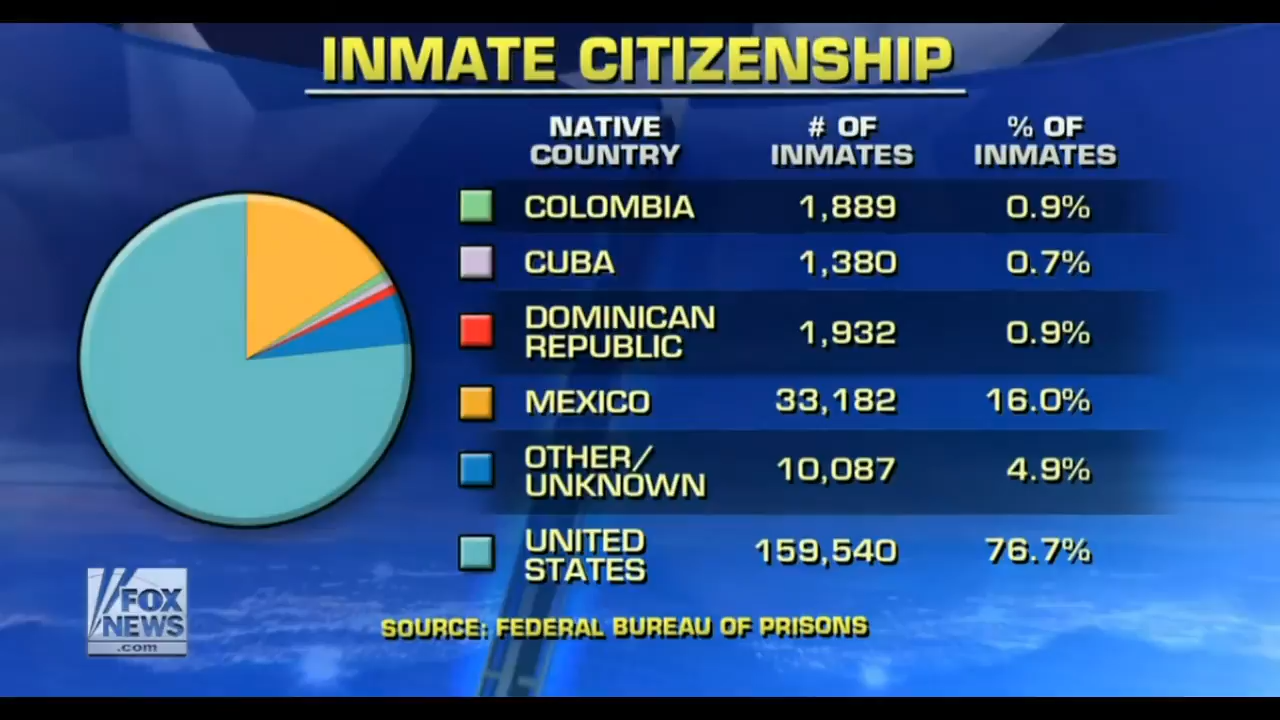 INMATE CITIZENSHIP
NATIVE COUNTRY # OF INMATES % OF INMATES
COLOMBIA 1,889 0.9%
CUBA 1,380 0.7%
DOMINICAN REPUBLIC 1,932 0.9%
MEXICO 33,182 16.0%
OTHER/ UNKNOWN 10,087 4.9%
UNITED STATES 159,540 76.7%
FOX
NEWS
.com
SOURCE: FEDERAL BUREAU OF PRISONS